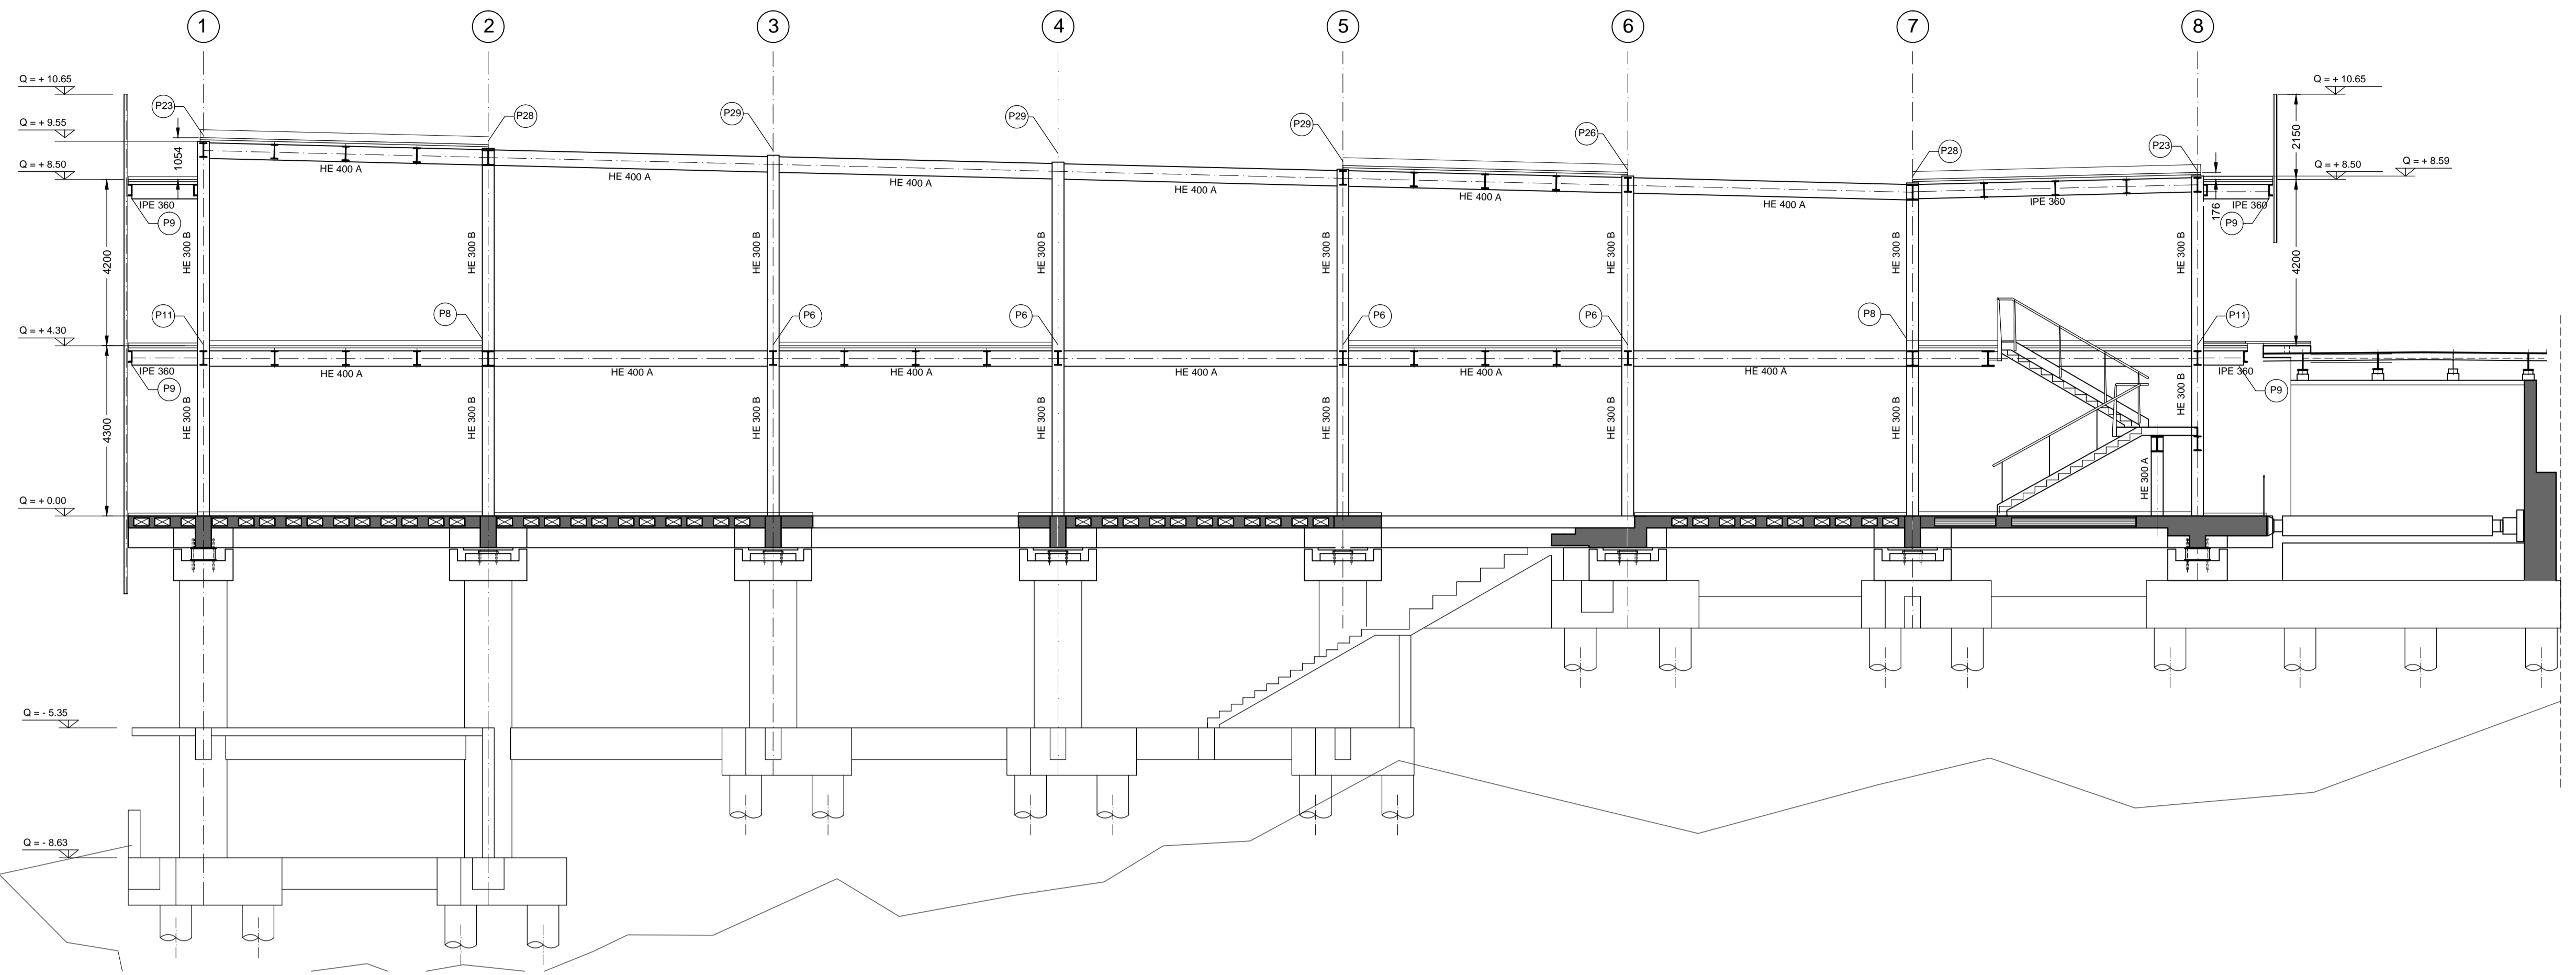 1 2 3 4 5 6 7 8
Q = + 10.65
Q = + 10.65
P23
P28
P29
P29
P29
P26
P28
P23
Q = + 9.55
1054
2150
Q = + 8.50
Q = + 8.50
Q = + 8.59
HE 400 A
HE 400 A
HE 400 A
HE 400 A
HE 400 A
HE 400 A
IPE 360
IPE 360
IPE 360
176
P9
P9
4200
HE 300 B
HE 300 B
HE 300 B
HE 300 B
HE 300 B
HE 300 B
HE 300 B
HE 300 B
4200
P11
P8
P6
P6
P6
P6
P8
P11
Q = + 4.30
IPE 360
HE 400 A
HE 400 A
HE 400 A
HE 400 A
HE 400 A
HE 400 A
IPE 360
P9
P9
4300
HE 300 B
HE 300 B
HE 300 B
HE 300 B
HE 300 B
HE 300 B
HE 300 B
HE 300 B
HE 300 A
Q = + 0.00
Q = - 5.35
Q = - 8.63